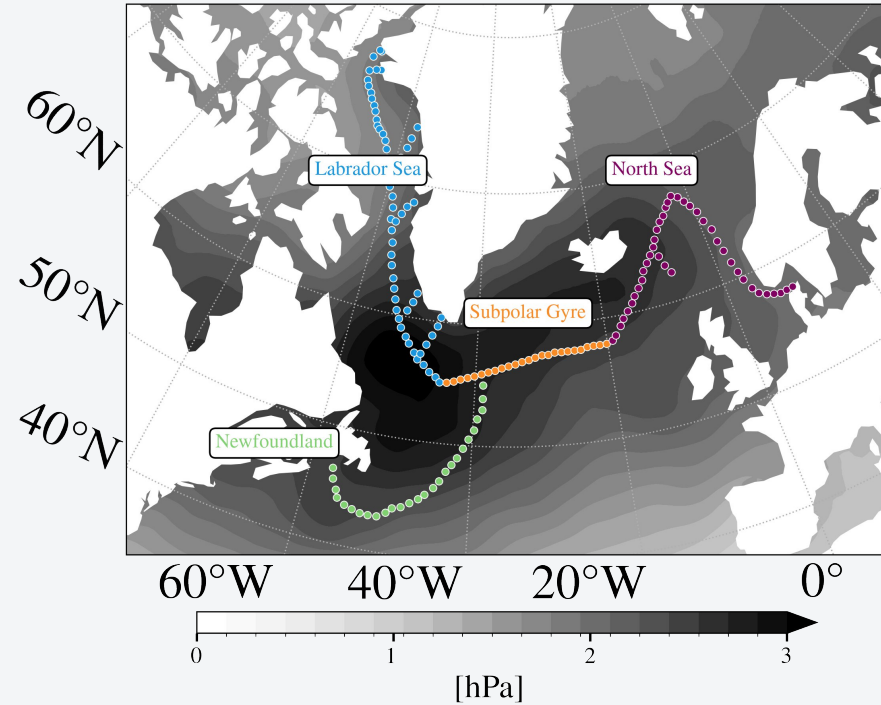 60°N
Labrador Sea
North Sea
50°N
Subpolar Gyre
40°N
Newfoundland
60°W 40°W 20°W 0°
0 1 2 3
[hPa]